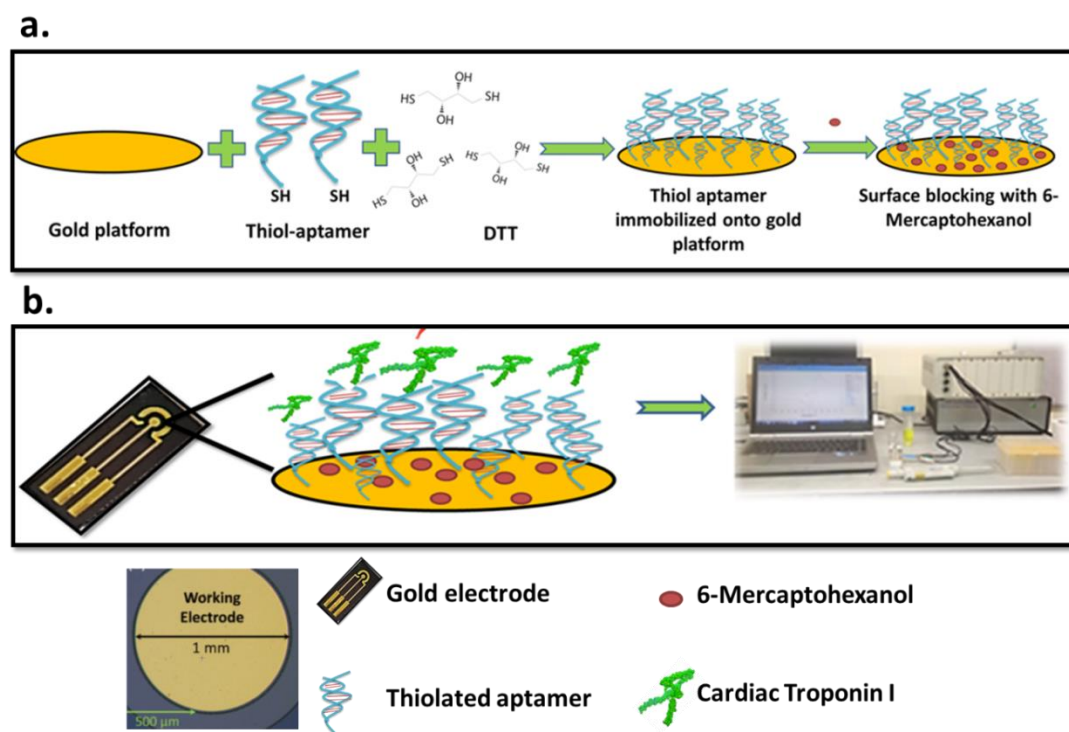 a.
HS
OH
SH
OH
OH
SH
HS
OH
HS
OH
SH
OH
SH
SH
Gold platform
Thiol-aptamer
DTT
Thiol aptamer
immobilized onto gold
platform
Surface blocking with 6-
Mercaptohexanol
b.
Working
Electrode
1 mm
500 µm
Gold electrode
6-Mercaptohexanol
Thiolated aptamer
Cardiac Troponin I